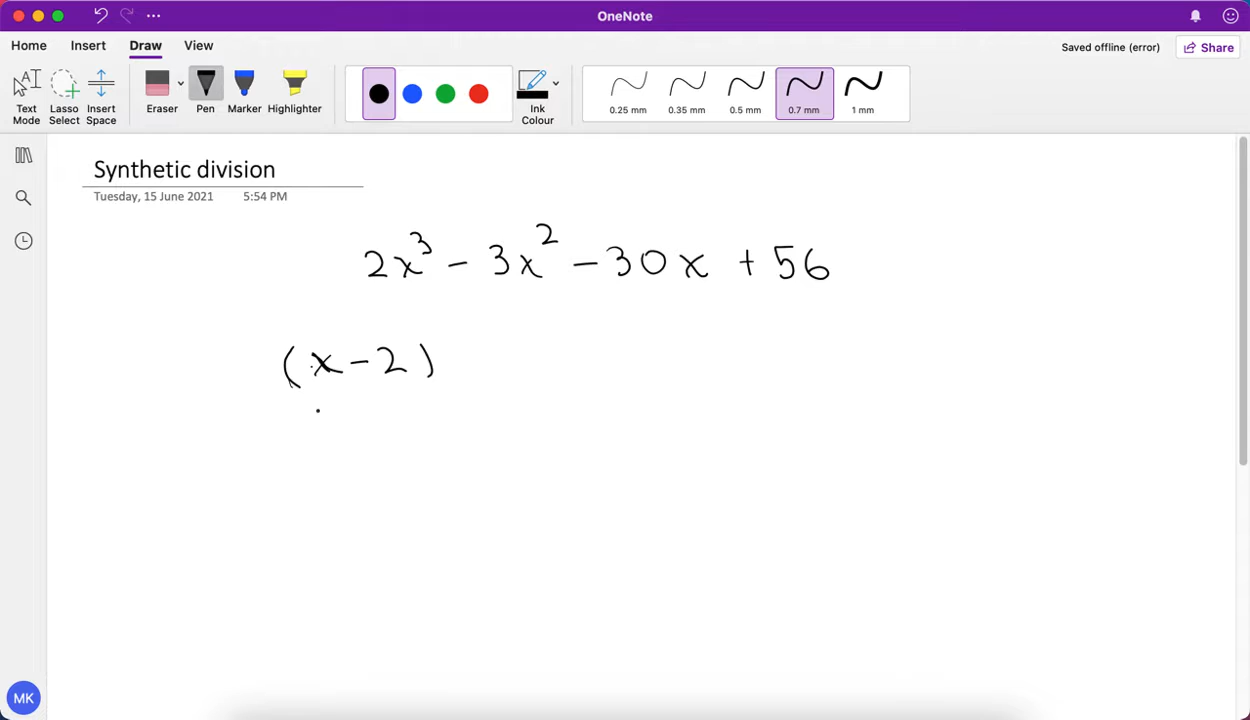 OneNote
Home Insert Draw View Saved offline (error) Share
Text Mode Lasso Select Insert Space Eraser Pen Marker Highlighter Ink Colour 0.25 mm 0.35 mm 0.5 mm 0.7 mm 1 mm
Synthetic division
Tuesday, 15 June 2021 5:54 PM
2x³ - 3x² - 30x + 56
(x - 2)
MK